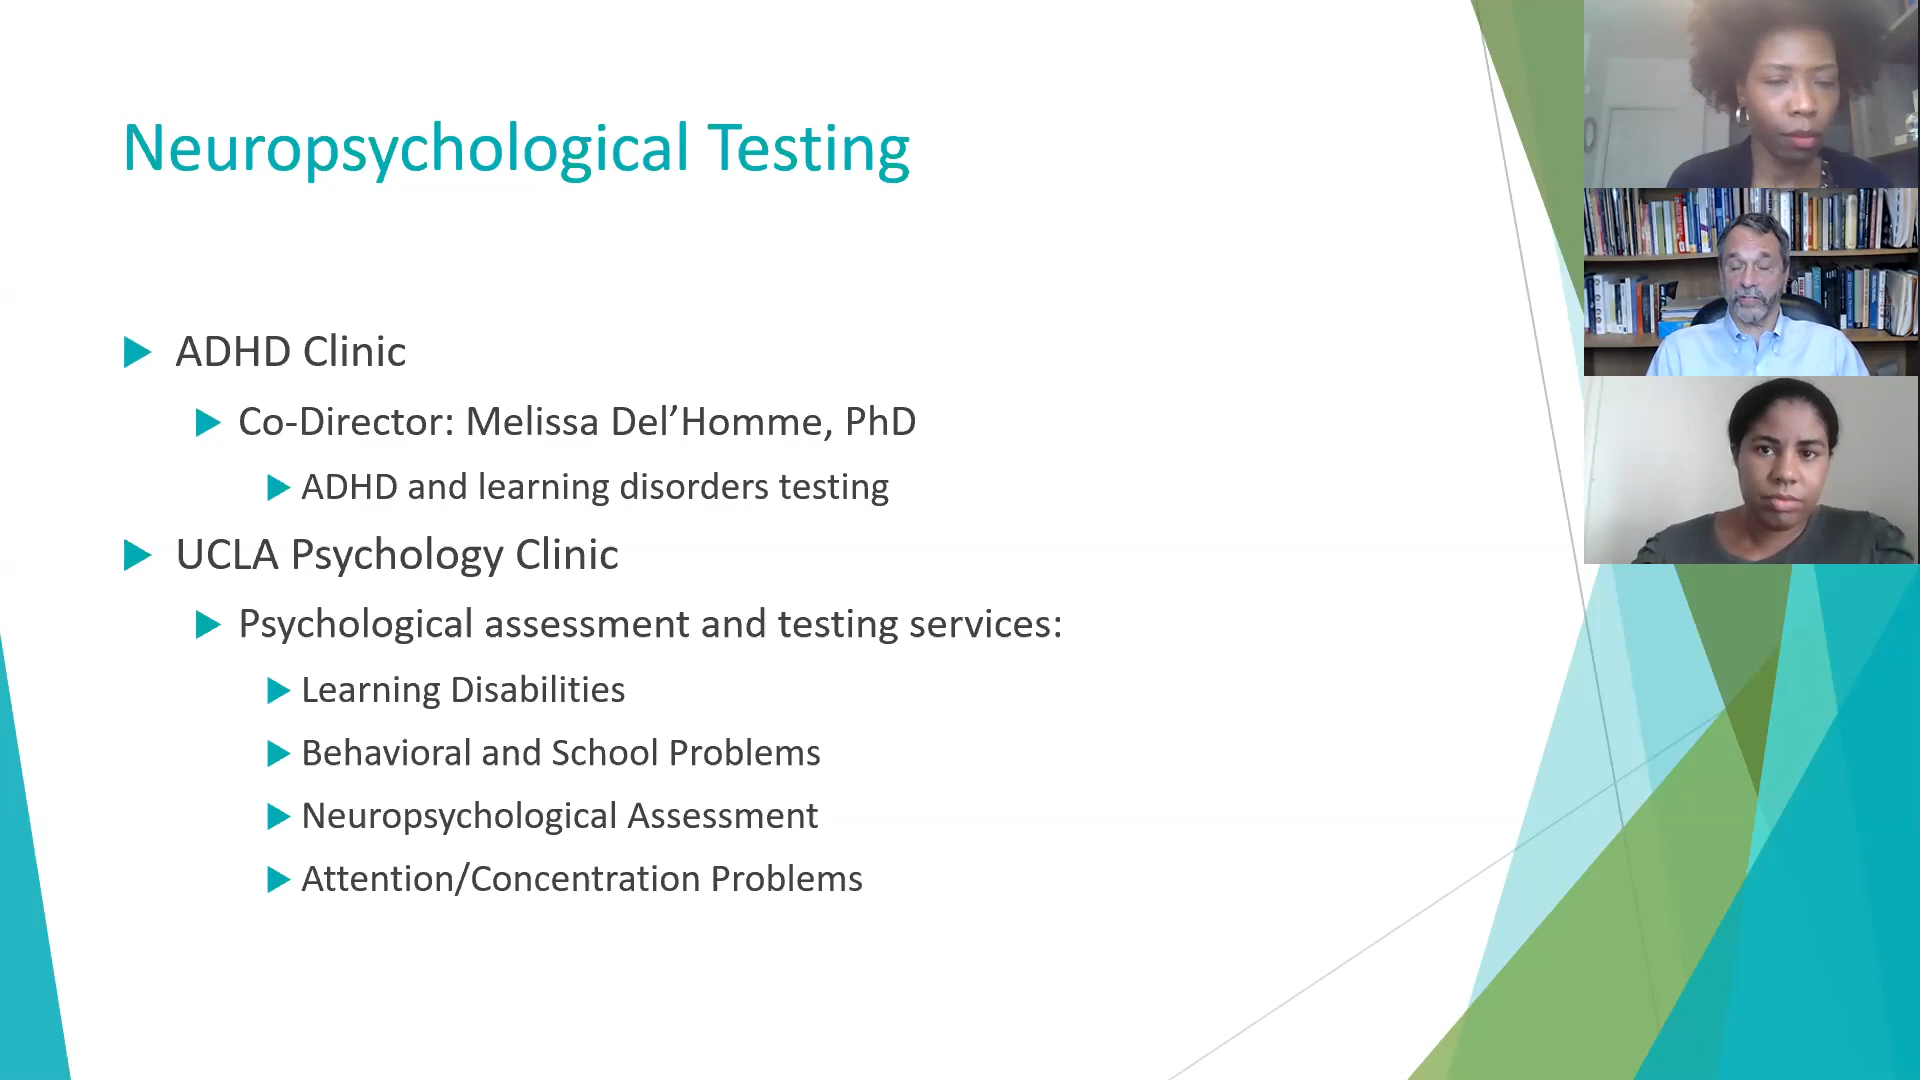 Neuropsychological Testing
ADHD Clinic
Co-Director: Melissa Del’Homme, PhD
ADHD and learning disorders testing
UCLA Psychology Clinic
Psychological assessment and testing services:
Learning Disabilities
Behavioral and School Problems
Neuropsychological Assessment
Attention/Concentration Problems